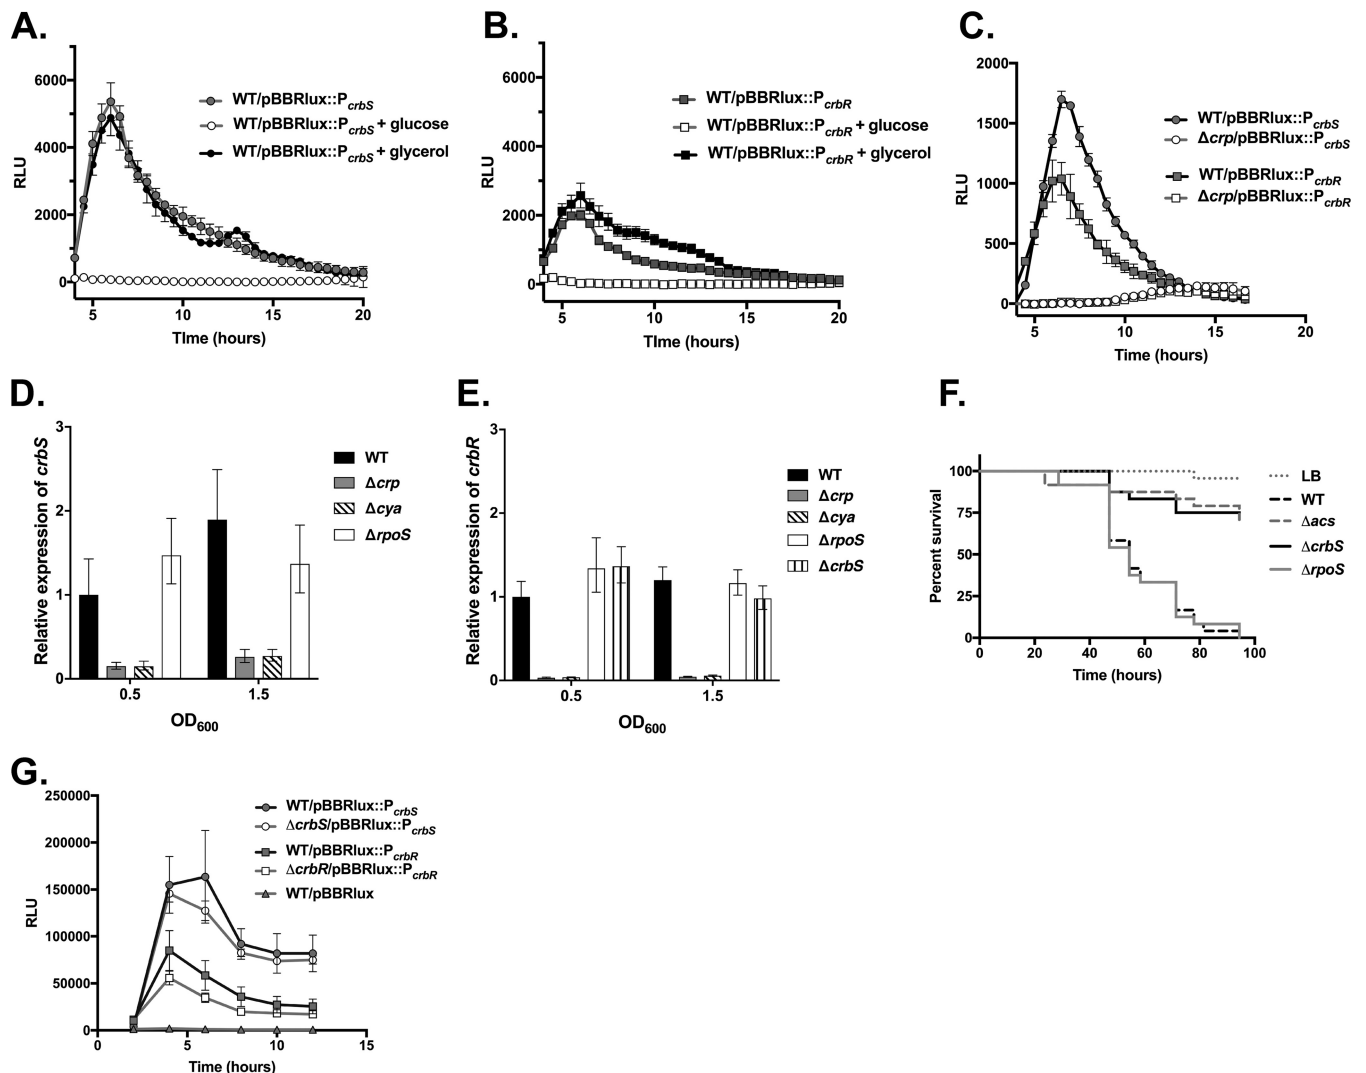 A.
6000
4000
2000
0
RLU
5
10
15
20
TIme (hours)
WT/pBBRlux::PcrbS
WT/pBBRlux::PcrbS + glucose
WT/pBBRlux::PcrbS + glycerol
B.
6000
4000
2000
0
RLU
5
10
15
20
Time (hours)
WT/pBBRlux::PcrbR
WT/pBBRlux::PcrbR + glucose
WT/pBBRlux::PcrbR + glycerol
C.
2000
1500
1000
500
0
RLU
5
10
15
20
Time (hours)
WT/pBBRlux::PcrbS
Δcrp/pBBRlux::PcrbS
WT/pBBRlux::PcrbR
Δcrp/pBBRlux::PcrbR
D.
3
2
1
0
Relative expression of crbS
0.5
1.5
OD600
WT
Δcrp
Δcya
ΔrpoS
E.
3
2
1
0
Relative expression of crbR
0.5
1.5
OD600
WT
Δcrp
Δcya
ΔrpoS
ΔcrbS
F.
100
75
50
25
0
Percent survival
0
20
40
60
80
100
Time (hours)
LB
WT
Δacs
ΔcrbS
ΔrpoS
G.
250000
200000
150000
100000
50000
0
RLU
0
5
10
15
Time (hours)
WT/pBBRlux::PcrbS
ΔcrbS/pBBRlux::PcrbS
WT/pBBRlux::PcrbR
ΔcrbR/pBBRlux::PcrbR
WT/pBBRlux